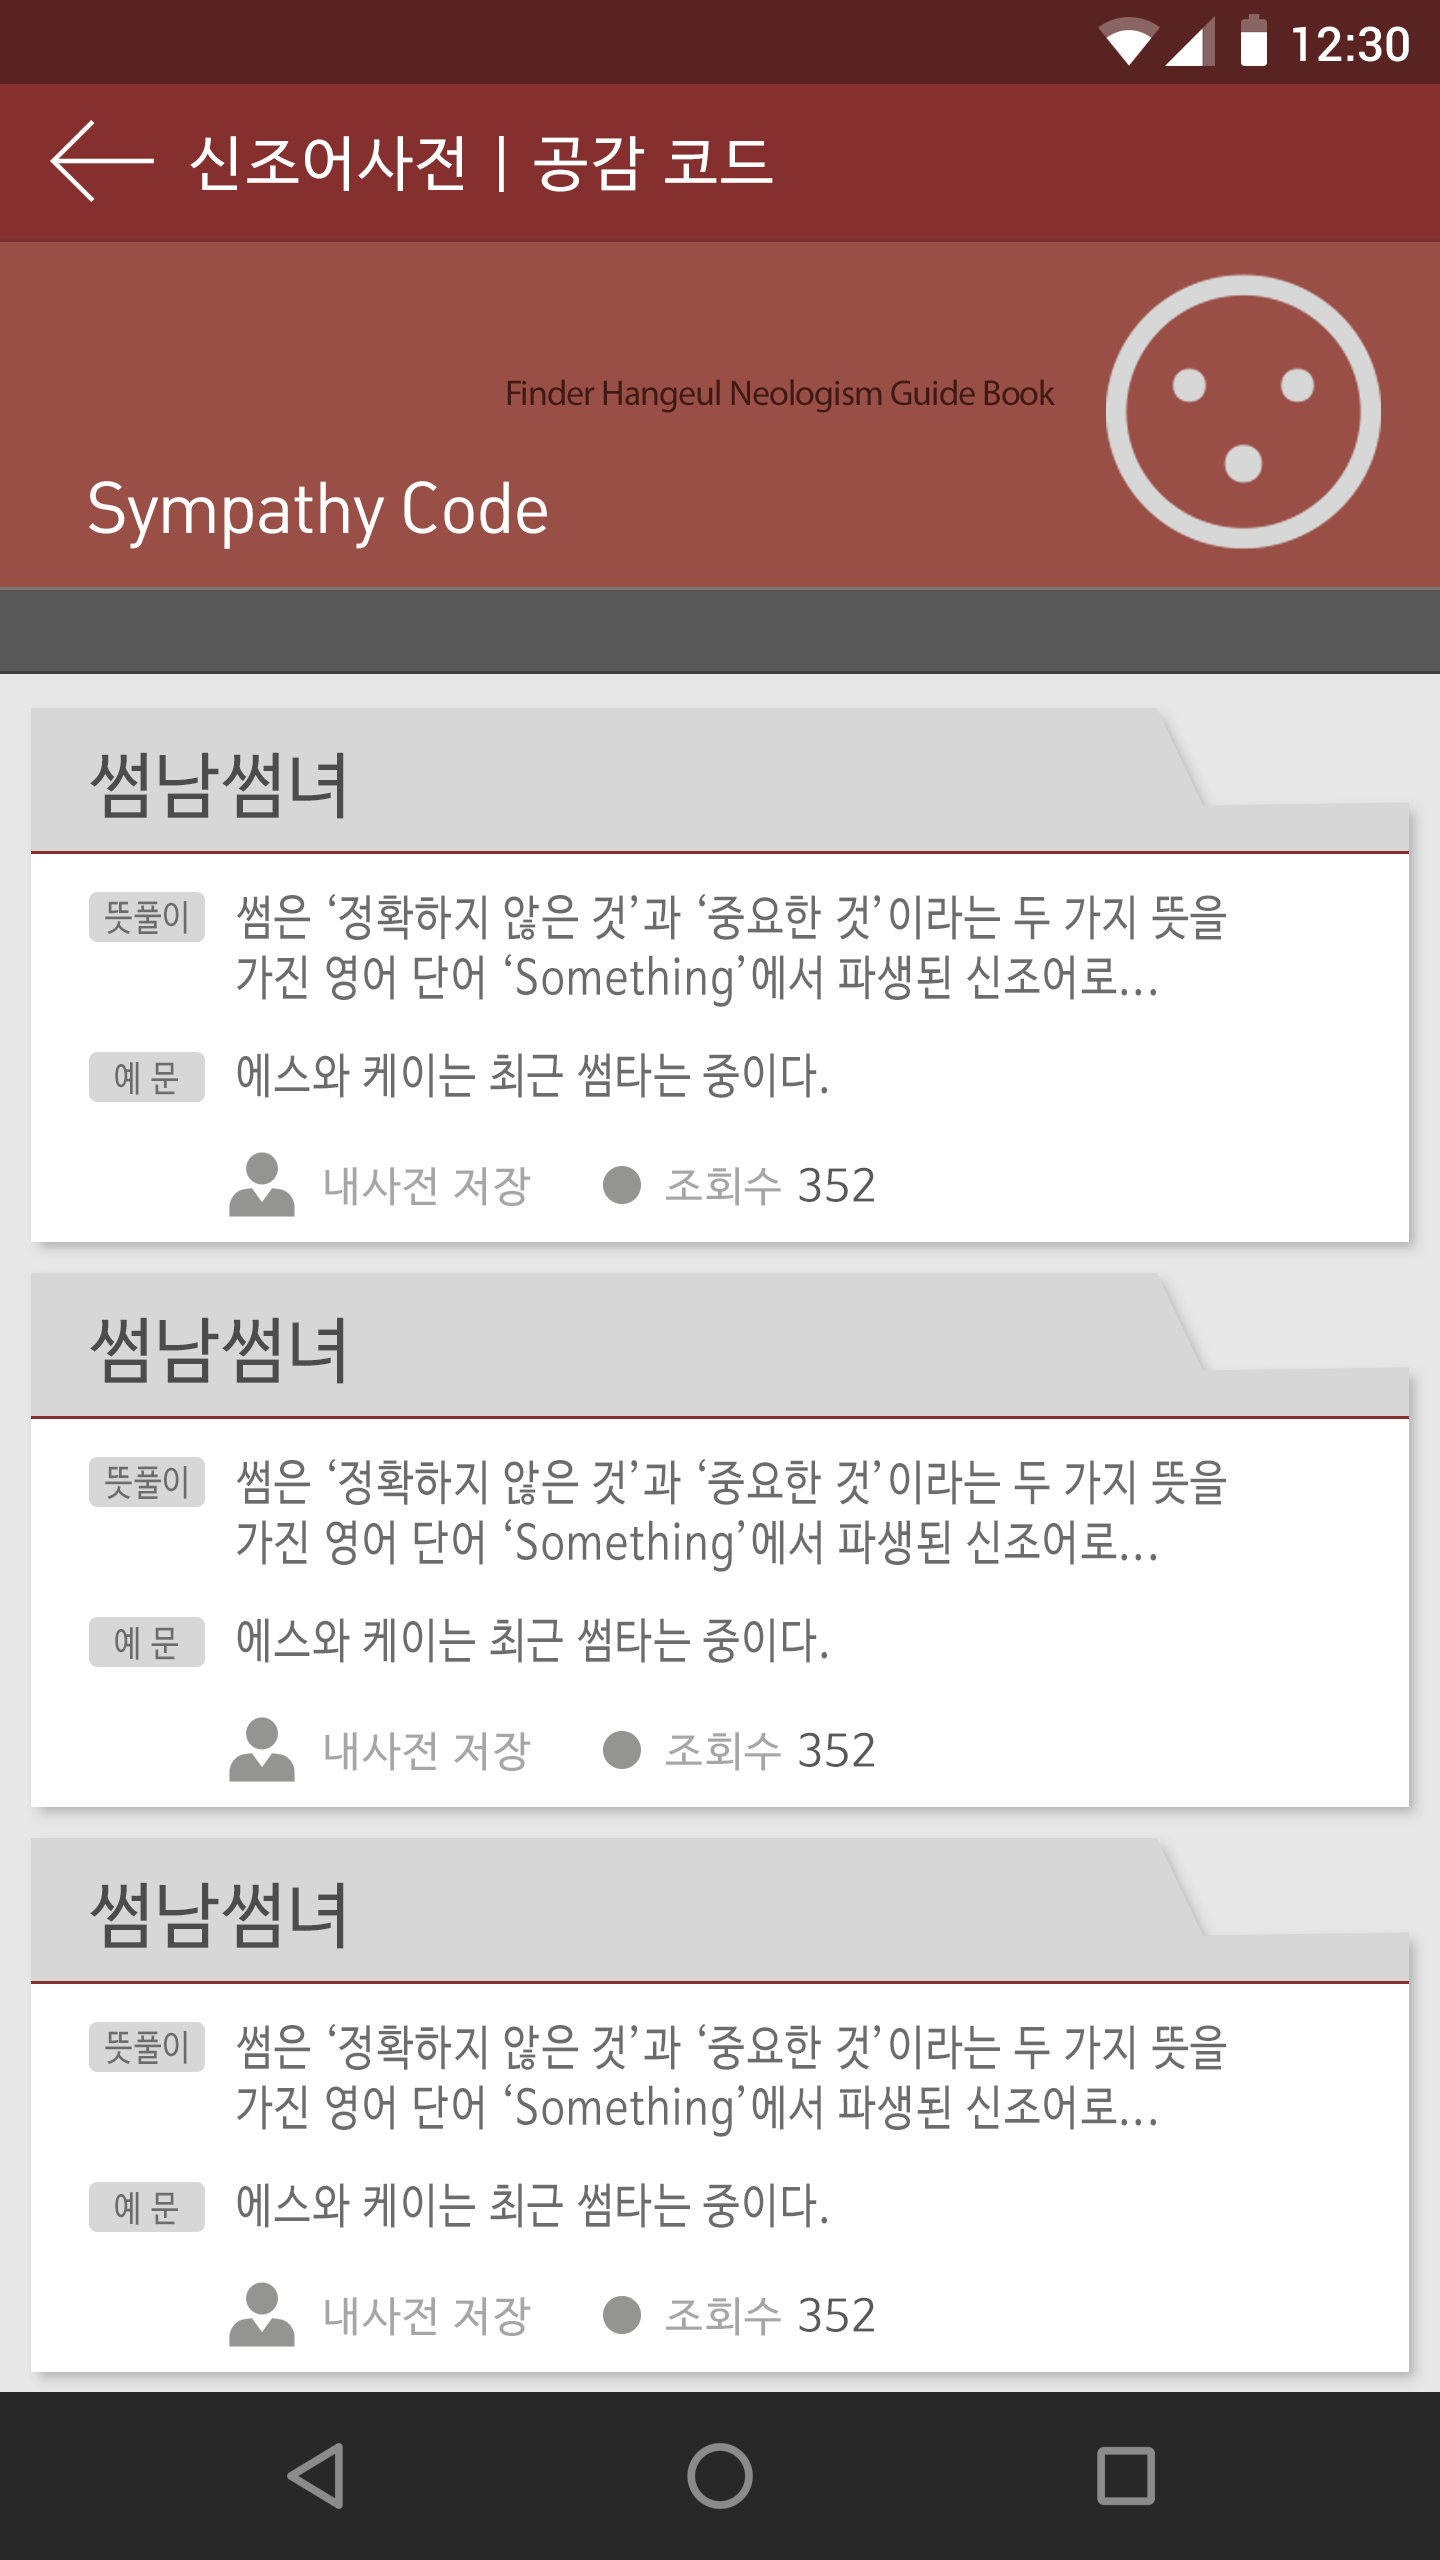 12:30
신조어사전 | 공감 코드
Finder Hangeul Neologism Guide Book
Sympathy Code
썸남썸녀
뜻풀이 썸은 ‘정확하지 않은 것’과 ‘중요한 것’이라는 두 가지 뜻을
가진 영어 단어 ‘Something’에서 파생된 신조어로...
예 문 에스와 케이는 최근 썸타는 중이다.
내사전 저장 조회수 352
썸남썸녀
뜻풀이 썸은 ‘정확하지 않은 것’과 ‘중요한 것’이라는 두 가지 뜻을
가진 영어 단어 ‘Something’에서 파생된 신조어로...
예 문 에스와 케이는 최근 썸타는 중이다.
내사전 저장 조회수 352
썸남썸녀
뜻풀이 썸은 ‘정확하지 않은 것’과 ‘중요한 것’이라는 두 가지 뜻을
가진 영어 단어 ‘Something’에서 파생된 신조어로...
예 문 에스와 케이는 최근 썸타는 중이다.
내사전 저장 조회수 352